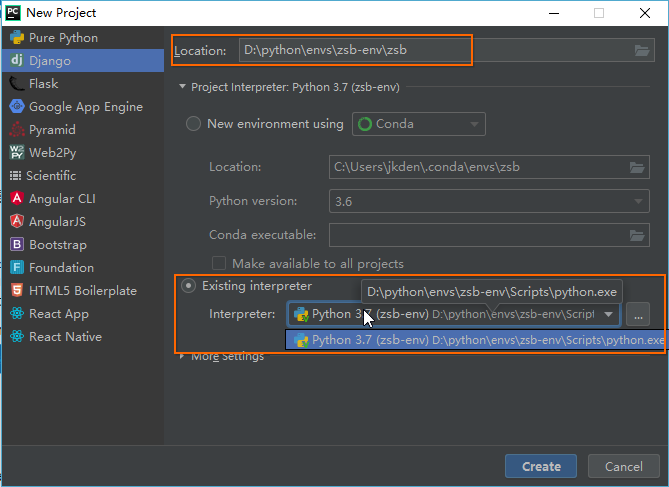 PC New Project
Pure Python
dj Django
Flask
Google App Engine
Pyramid
W2 PY Web2Py
Scientific
A Angular CLI
A AngularJS
B Bootstrap
F Foundation
5 HTML5 Boilerplate
React App
React Native
Location: D:\python\envs\zsb-env\zsb
Project Interpreter: Python 3.7 (zsb-env)
New environment using Conda
Location: C:\Users\jkden\.conda\envs\zsb
Python version: 3.6
Conda executable:
Make available to all projects
Existing interpreter
D:\python\envs\zsb-env\Scripts\python.exe
Interpreter: Python 3.7 (zsb-env) D:\python\envs\zsb-env\Script ...
Python 3.7 (zsb-env) D:\python\envs\zsb-env\Scripts\python.exe
More Settings
Create Cancel